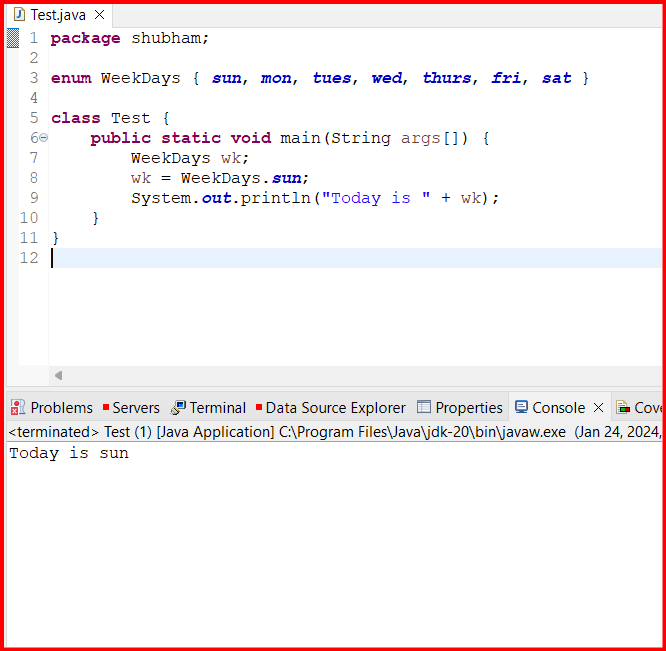 Test.java
1 package shubham;
2
3 enum WeekDays { sun, mon, tues, wed, thurs, fri, sat }
4
5 class Test {
6 public static void main(String args[]) {
7 WeekDays wk;
8 wk = WeekDays.sun;
9 System.out.println("Today is " + wk);
10 }
11 }
12
Problems Servers Terminal Data Source Explorer Properties Console Cove
<terminated> Test (1) [Java Application] C:\Program Files\Java\jdk-20\bin\javaw.exe (Jan 24, 2024,
Today is sun